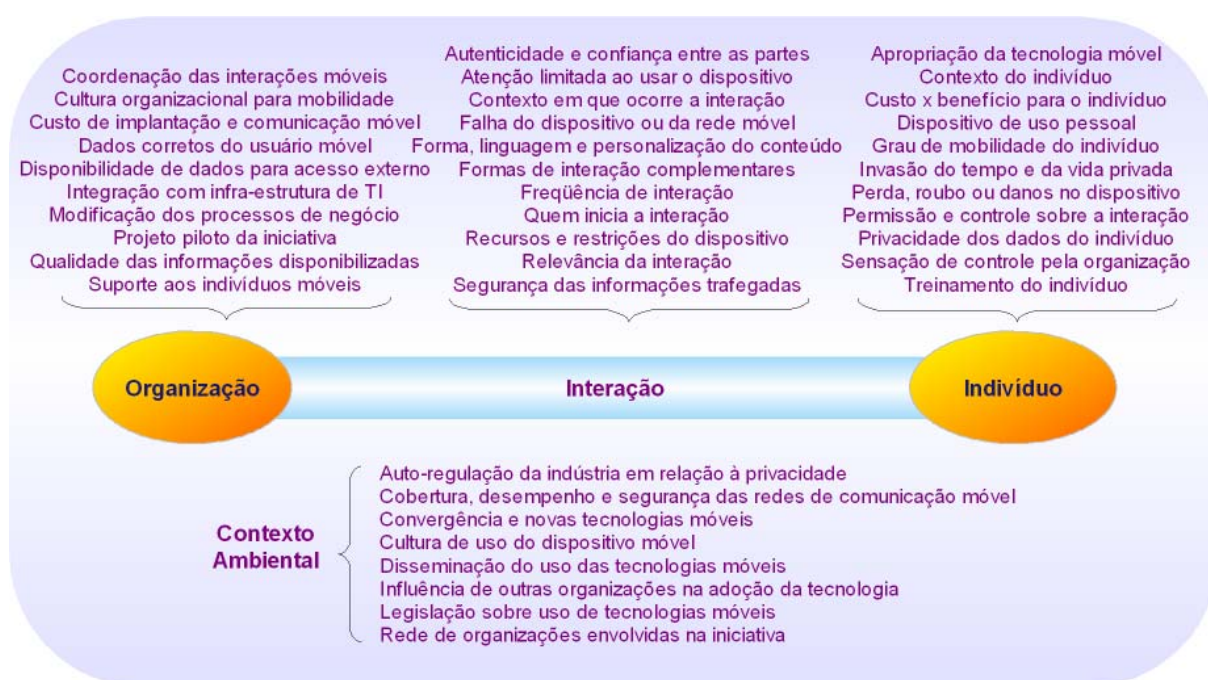 Coordenação das interações móveis
Cultura organizacional para mobilidade
Custo de implantação e comunicação móvel
Dados corretos do usuário móvel
Disponibilidade de dados para acesso externo
Integração com infra-estrutura de TI
Modificação dos processos de negócio
Projeto piloto da iniciativa
Qualidade das informações disponibilizadas
Suporte aos indivíduos móveis
Autenticidade e confiança entre as partes
Atenção limitada ao usar o dispositivo
Contexto em que ocorre a interação
Falha do dispositivo ou da rede móvel
Forma, linguagem e personalização do conteúdo
Formas de interação complementares
Freqüência de interação
Quem inicia a interação
Recursos e restrições do dispositivo
Relevância da interação
Segurança das informações trafegadas
Apropriação da tecnologia móvel
Contexto do indivíduo
Custo x benefício para o indivíduo
Dispositivo de uso pessoal
Grau de mobilidade do indivíduo
Invasão do tempo e da vida privada
Perda, roubo ou danos no dispositivo
Permissão e controle sobre a interação
Privacidade dos dados do indivíduo
Sensação de controle pela organização
Treinamento do indivíduo
Organização
Interação
Indivíduo
Contexto
Ambiental
Auto-regulação da indústria em relação à privacidade
Cobertura, desempenho e segurança das redes de comunicação móvel
Convergência e novas tecnologias móveis
Cultura de uso do dispositivo móvel
Disseminação do uso das tecnologias móveis
Influência de outras organizações na adoção da tecnologia
Legislação sobre uso de tecnologias móveis
Rede de organizações envolvidas na iniciativa